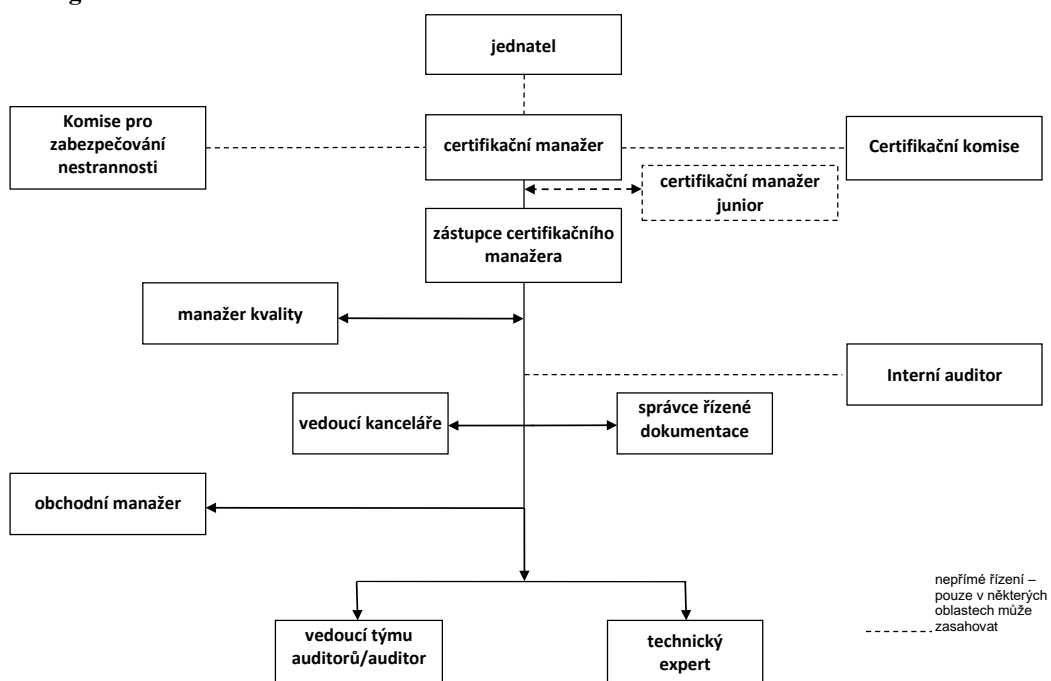 jednatel
Komise pro
zabezpečování
nestrannosti
certifikační manažer
Certifikační komise
certifikační manažer
junior
zástupce certifikačního
manažera
manažer kvality
Interní auditor
vedoucí kanceláře
správce řízené
dokumentace
obchodní manažer
nepřímé řízení –
pouze v některých
oblastech může
zasahovat
vedoucí týmu
auditorů/auditor
technický
expert